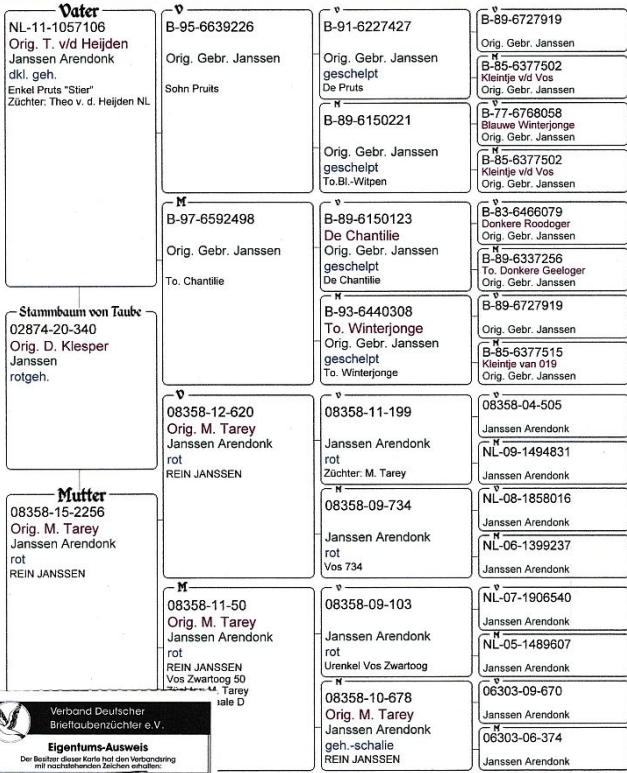 Vater
NL-11-1057106
Orig. T. v/d Heijden
Janssen Arendonk
dkl. geh.
Enkel Pruts "Stier"
Züchter: Theo v. d. Heijden NL
Stammbaum von Taube
02874-20-340
Orig. D. Klesper
Janssen
rotgeh.
Mutter
08358-15-2256
Orig. M. Tarey
Janssen Arendonk
rot
REIN JANSSEN
V
B-95-6639226
Orig. Gebr. Janssen
Sohn Pruits
M
B-97-6592498
Orig. Gebr. Janssen
To. Chantilie
V
08358-12-620
Orig. M. Tarey
Janssen Arendonk
rot
REIN JANSSEN
M
08358-11-50
Orig. M. Tarey
Janssen Arendonk
rot
REIN JANSSEN
Vos Zwartoog 50
M. Tarey
V
B-91-6227427
Orig. Gebr. Janssen
geschelpt
De Pruts
M
B-89-6150221
Orig. Gebr. Janssen
geschelpt
To.Bl.-Witpen
V
B-89-6150123
De Chantilie
Orig. Gebr. Janssen
geschelpt
De Chantilie
M
B-93-6440308
To. Winterjonge
Orig. Gebr. Janssen
geschelpt
To. Winterjonge
V
08358-11-199
Janssen Arendonk
rot
Züchter: M. Tarey
M
08358-09-734
Janssen Arendonk
rot
Vos 734
V
08358-09-103
Janssen Arendonk
rot
Urenkel Vos Zwartoog
M
08358-10-678
Orig. M. Tarey
Janssen Arendonk
geh.-schalie
REIN JANSSEN
V
B-89-6727919
Orig. Gebr. Janssen
M
B-85-6377502
Kleintje v/d Vos
Orig. Gebr. Janssen
V
B-77-6768058
Blauwe Winterjonge
Orig. Gebr. Janssen
M
B-85-6377502
Kleintje v/d Vos
Orig. Gebr. Janssen
V
B-83-6466079
Donkere Roodoger
Orig. Gebr. Janssen
M
B-89-6337256
To. Donkere Geeloger
Orig. Gebr. Janssen
V
B-89-6727919
Orig. Gebr. Janssen
M
B-85-6377515
Kleintje van 019
Orig. Gebr. Janssen
V
08358-04-505
Janssen Arendonk
M
NL-09-1494831
Janssen Arendonk
V
NL-08-1858016
Janssen Arendonk
M
NL-06-1399237
Janssen Arendonk
V
NL-07-1906540
Janssen Arendonk
M
NL-05-1489607
Janssen Arendonk
V
06303-09-670
Janssen Arendonk
M
06303-06-374
Janssen Arendonk
Verband Deutscher
Brieftaubenzüchter e.V.
Eigentums-Ausweis
Der Besitzer dieser Karte hat den Verbandsring
mit nachstehenden Zeichen erhalten: